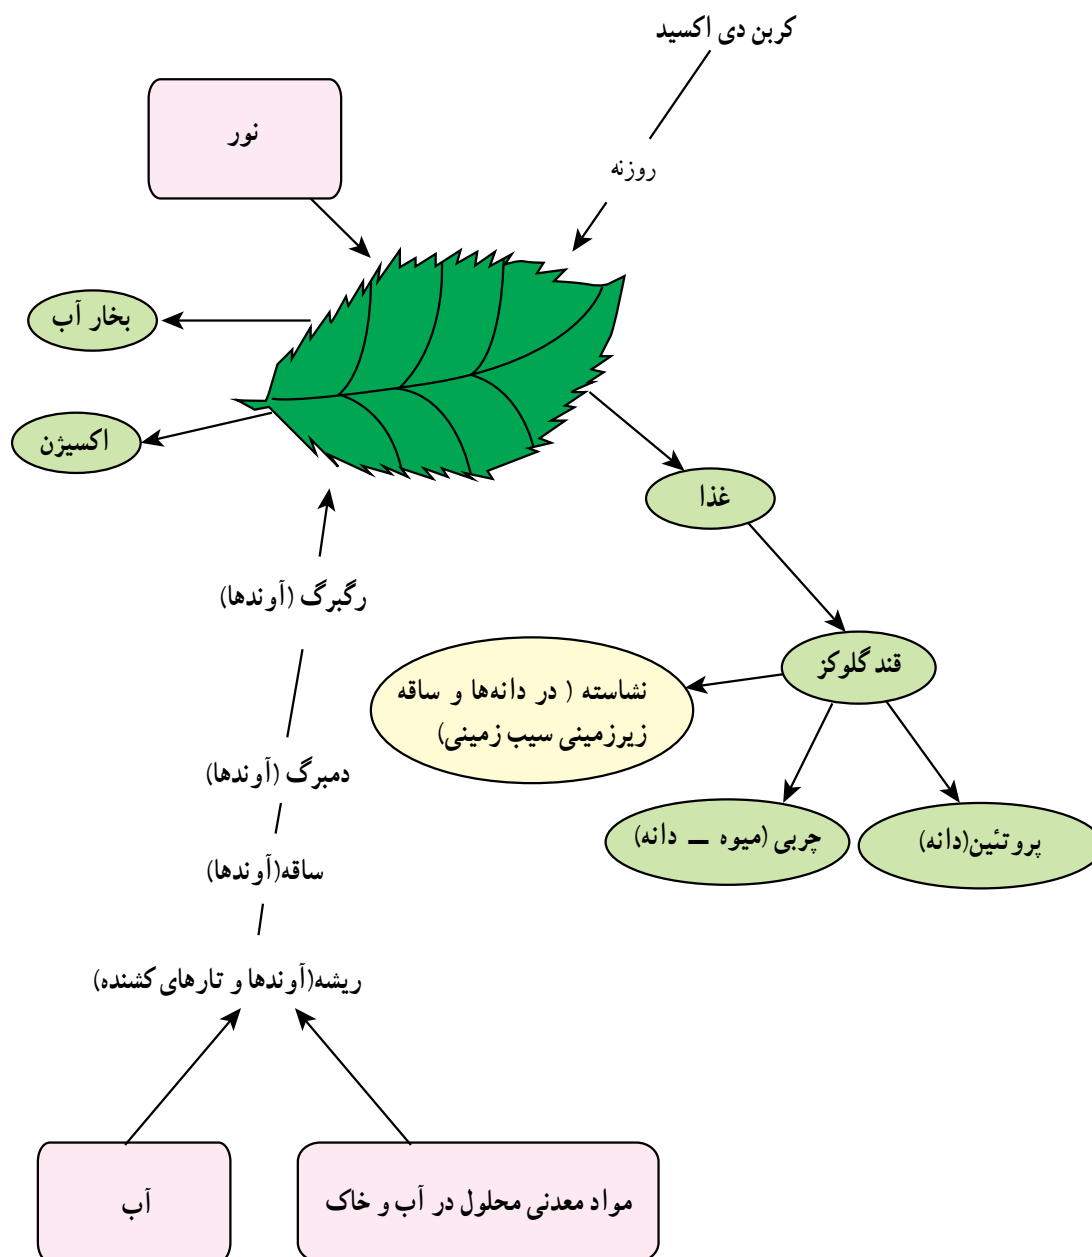 کربن دی اکسید
نور
روزنه
بخار آب
اکسیژن
غذا
رگبرگ (آوندها)
قند گلوکز
نشاسته ( در دانه‌ها و ساقه
زیرزمینی سیب زمینی)
دمبرگ (آوندها)
چربی (میوه – دانه)
پروتئین(دانه)
ساقه(آوندها)
ریشه(آوندها و تارهای کشنده)
مواد معدنی محلول در آب و خاک
آب